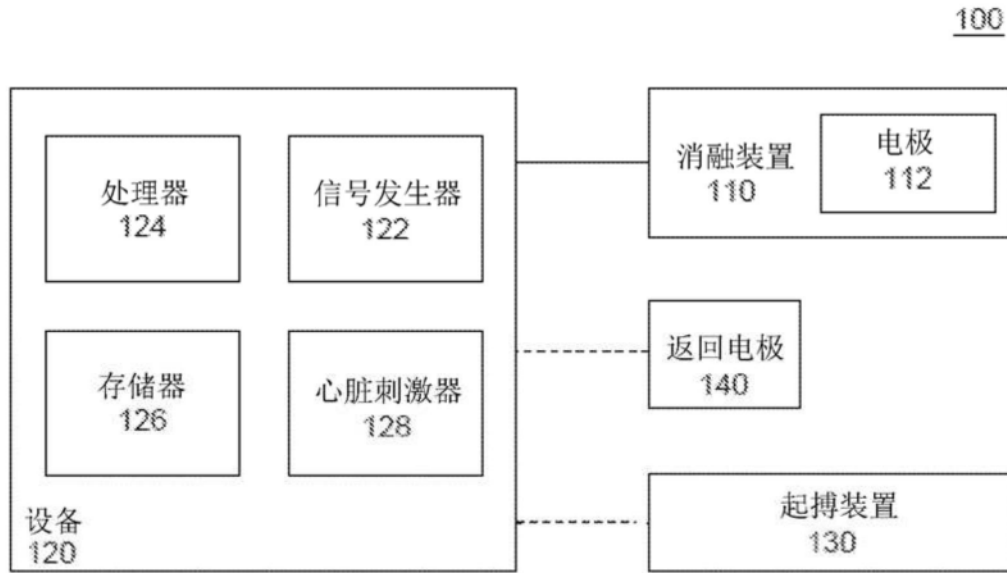 100
处理器
124
信号发生器
122
消融装置
110
电极
112
存储器
126
心脏刺激器
128
返回电极
140
设备
120
起搏装置
130